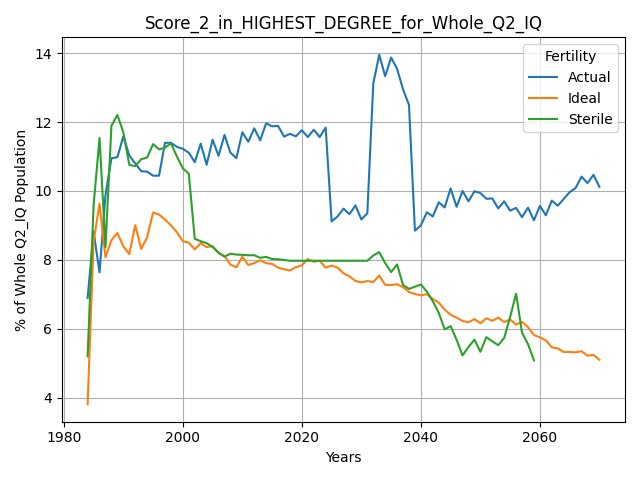 Score_2_in_HIGHEST_DEGREE_for_Whole_Q2_IQ
% of Whole Q2_IQ Population
14
12
10
8
6
4
Fertility
Actual
Ideal
Sterile
1980
2000
2020
2040
2060
Years